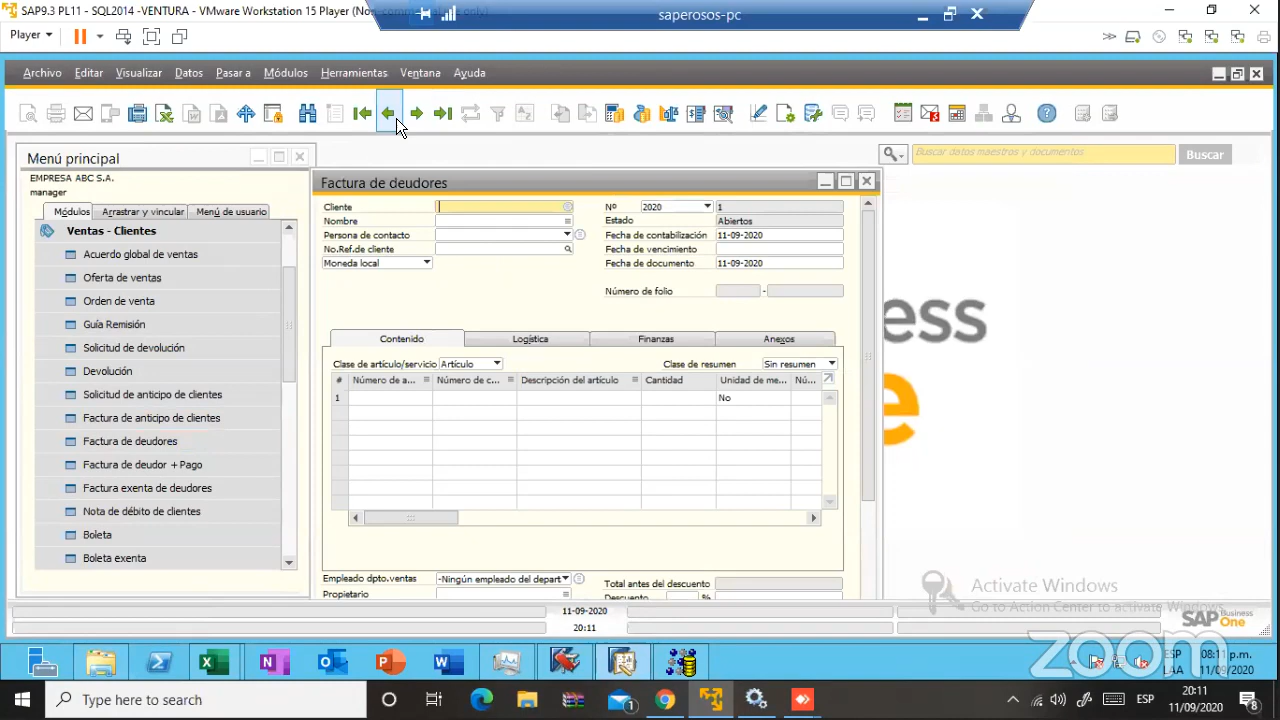 SAP9.3 PL11 - SQL2014 -VENTURA - VMware Workstation 15 Player (Non-commercial use only)
saperosos-pc
Player
Archivo Editar Visualizar Datos Pasar a Módulos Herramientas Ventana Ayuda
Menú principal
Buscar datos maestros y documentos
Buscar
EMPRESA ABC S.A.
manager
Módulos Arrastrar y vincular Menú de usuario
Ventas - Clientes
Acuerdo global de ventas
Oferta de ventas
Orden de venta
Guía Remisión
Solicitud de devolución
Devolución
Solicitud de anticipo de clientes
Factura de anticipo de clientes
Factura de deudores
Factura de deudor + Pago
Factura exenta de deudores
Nota de débito de clientes
Boleta
Boleta exenta
Factura de deudores
Cliente
Nº 2020 1
Nombre
Estado Abiertos
Persona de contacto
Fecha de contabilización 11-09-2020
No.Ref.de cliente
Fecha de vencimiento
Moneda local
Fecha de documento 11-09-2020
Número de folio -
Contenido Logística Finanzas Anexos
Clase de artículo/servicio Artículo
Clase de resumen Sin resumen
# Número de a... Número de c... Descripción del artículo Cantidad Unidad de me... Nú...
1 No
Empleado dpto.ventas -Ningún empleado del depart
Total antes del descuento
Propietario
Descuento %
ess
e
11-09-2020
20:11
Activate Windows
Go to Action Center to activate Windows.
SAP Business One
zoom
ESP 08:11 p.m.
LAA 11/09/2020
Type here to search
1
ESP
20:11
11/09/2020
8